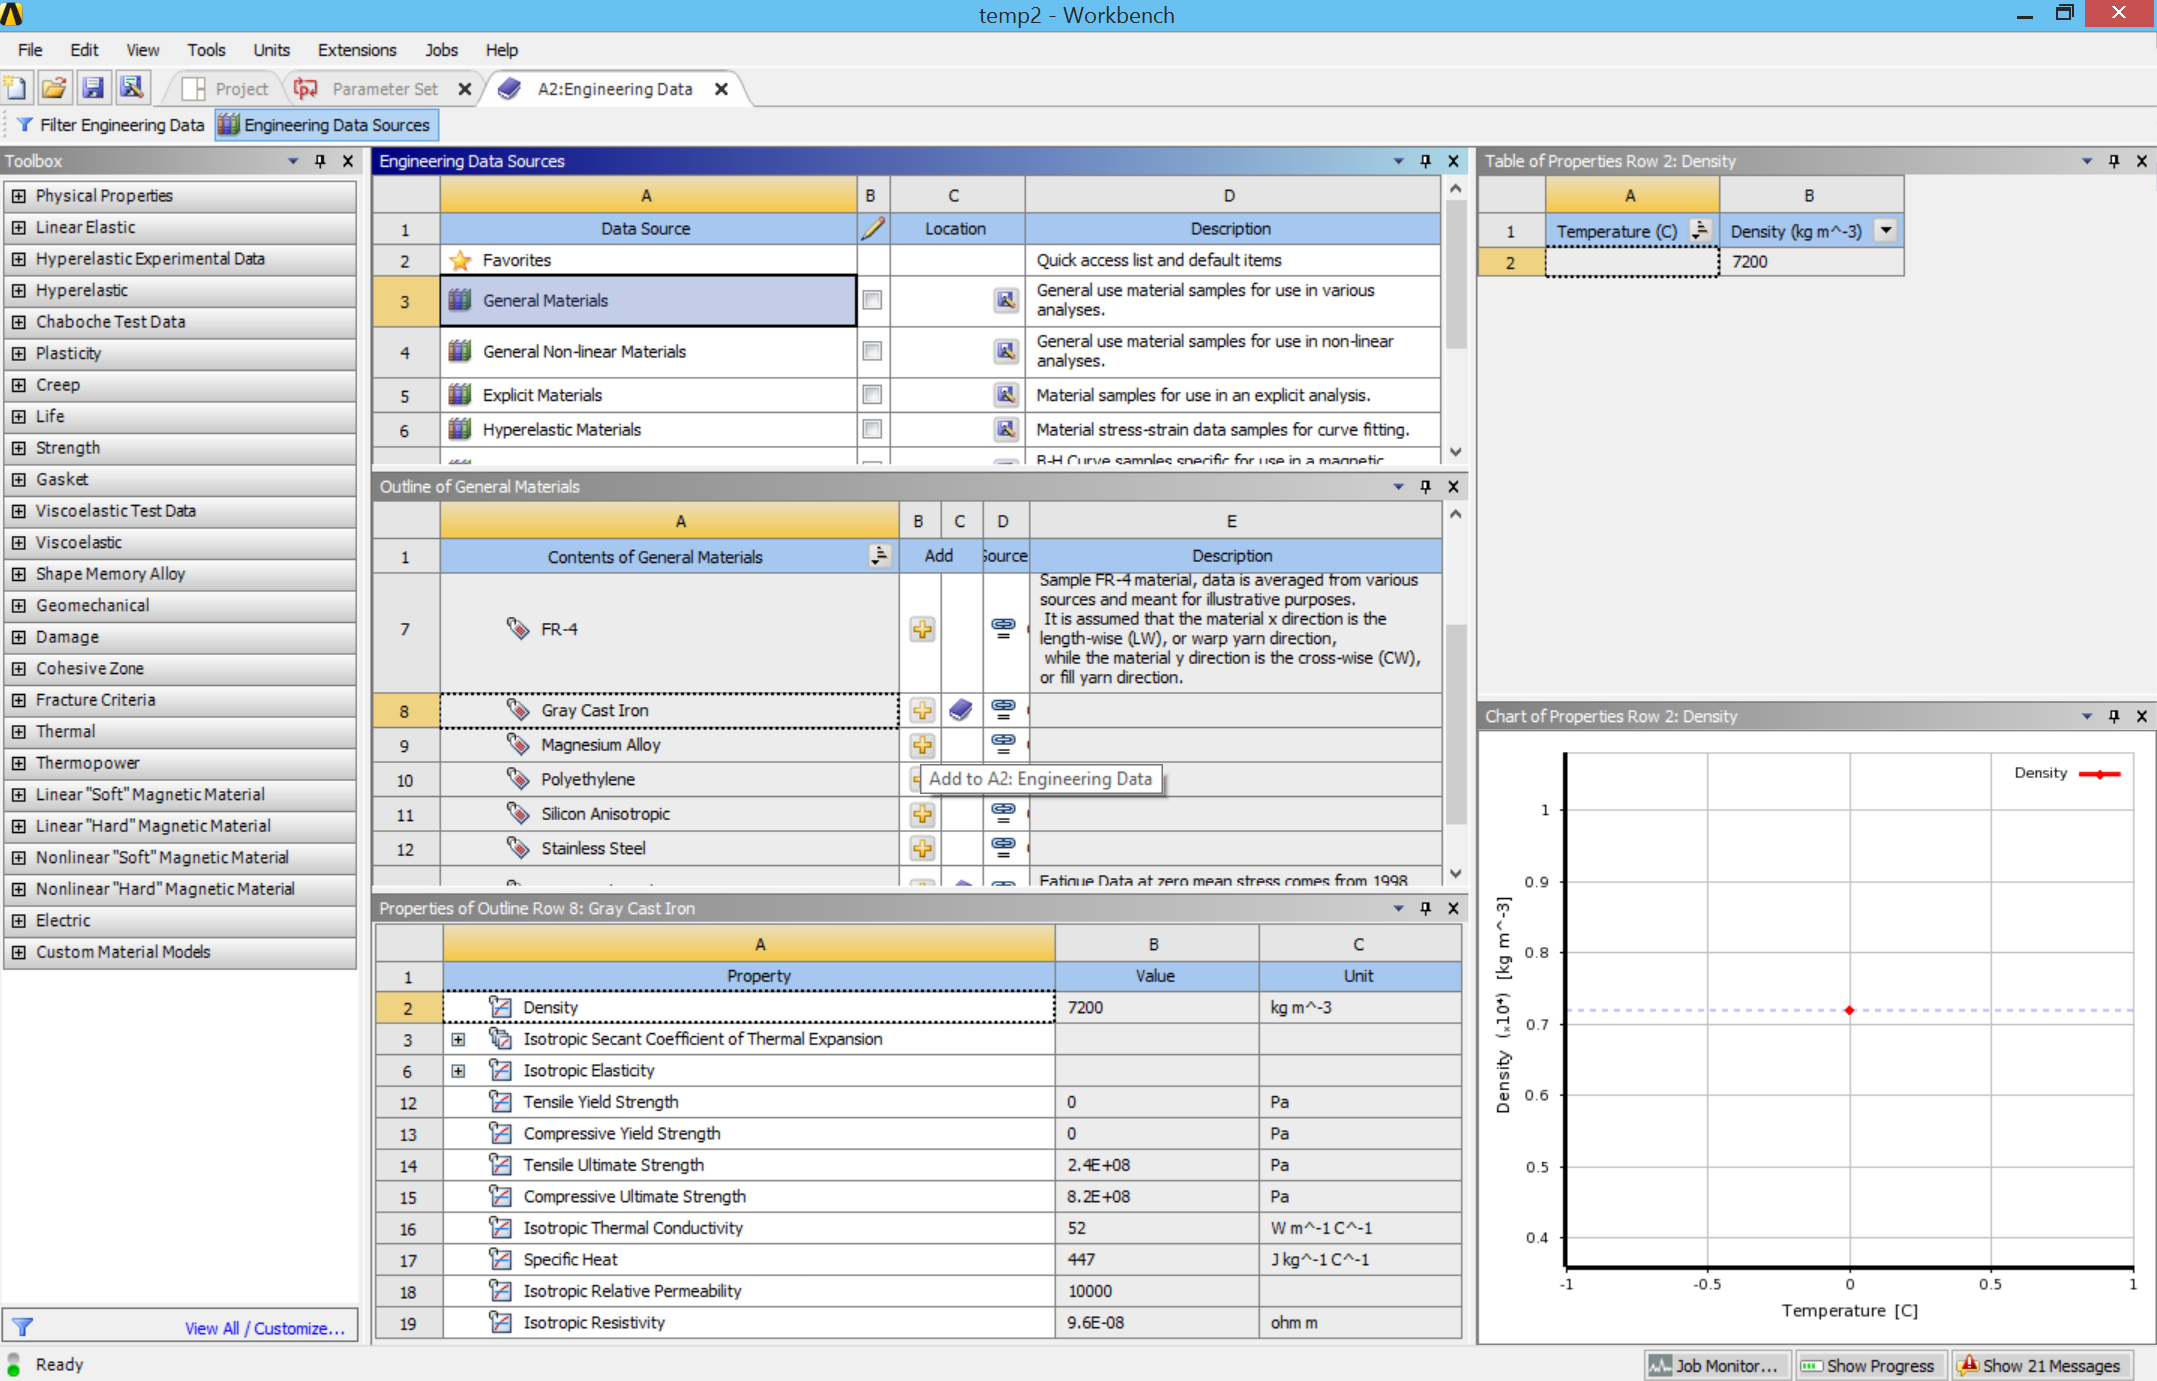 temp2 - Workbench
File Edit View Tools Units Extensions Jobs Help
Project Parameter Set A2:Engineering Data
Filter Engineering Data Engineering Data Sources
Toolbox
Physical Properties
Linear Elastic
Hyperelastic Experimental Data
Hyperelastic
Chaboche Test Data
Plasticity
Creep
Life
Strength
Gasket
Viscoelastic Test Data
Viscoelastic
Shape Memory Alloy
Geomechanical
Damage
Cohesive Zone
Fracture Criteria
Thermal
Thermopower
Linear "Soft" Magnetic Material
Linear "Hard" Magnetic Material
Nonlinear "Soft" Magnetic Material
Nonlinear "Hard" Magnetic Material
Electric
Custom Material Models
View All / Customize...
Engineering Data Sources
A B C D
1 Data Source Location Description
2 Favorites Quick access list and default items
3 General Materials General use material samples for use in various
analyses.
4 General Non-linear Materials General use material samples for use in non-linear
analyses.
5 Explicit Materials Material samples for use in an explicit analysis.
6 Hyperelastic Materials Material stress-strain data samples for curve fitting.
B-H Curve samples specific for use in a magnetic
Outline of General Materials
A B C D E
1 Contents of General Materials Add Source Description
7 FR-4 Sample FR-4 material, data is averaged from various
sources and meant for illustrative purposes.
It is assumed that the material x direction is the
length-wise (LW), or warp yarn direction,
while the material y direction is the cross-wise (CW),
or fill yarn direction.
8 Gray Cast Iron
9 Magnesium Alloy
10 Polyethylene Add to A2: Engineering Data
11 Silicon Anisotropic
12 Stainless Steel
Fatigue Data at zero mean stress comes from 1998
Properties of Outline Row 8: Gray Cast Iron
A B C
1 Property Value Unit
2 Density 7200 kg m^-3
3 Isotropic Secant Coefficient of Thermal Expansion
6 Isotropic Elasticity
12 Tensile Yield Strength 0 Pa
13 Compressive Yield Strength 0 Pa
14 Tensile Ultimate Strength 2.4E+08 Pa
15 Compressive Ultimate Strength 8.2E+08 Pa
16 Isotropic Thermal Conductivity 52 W m^-1 C^-1
17 Specific Heat 447 J kg^-1 C^-1
18 Isotropic Relative Permeability 10000
19 Isotropic Resistivity 9.6E-08 ohm m
Table of Properties Row 2: Density
A B
1 Temperature (C) Density (kg m^-3)
2 7200
Chart of Properties Row 2: Density
Density
1
0.9
0.8
0.7
0.6
0.5
0.4
Density (x10⁴) [kg m^-3]
-1 -0.5 0 0.5 1
Temperature [C]
Ready Job Monitor... Show Progress Show 21 Messages